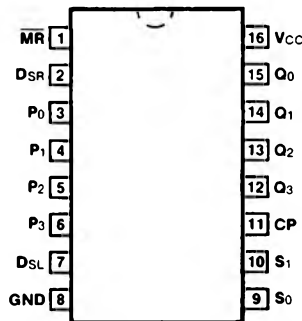 M̅R̅ 1 16 VCC
DSR 2 15 Q0
P0 3 14 Q1
P1 4 13 Q2
P2 5 12 Q3
P3 6 11 CP
DSL 7 10 S1
GND 8 9 S0